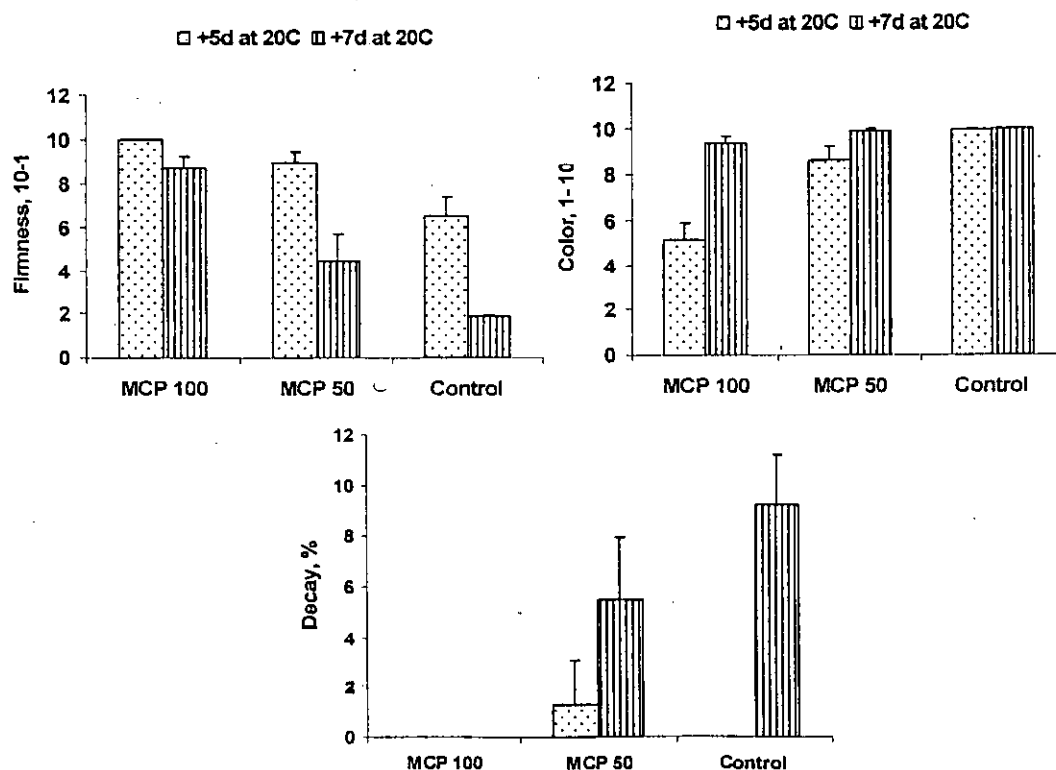 +5d at 20C +7d at 20C
12
10
8
6
4
2
0
Firmness, 10-1
MCP 100 MCP 50 Control
+5d at 20C +7d at 20C
12
10
8
6
4
2
0
Color, 1-10
MCP 100 MCP 50 Control
12
10
8
6
4
2
0
Decay, %
MCP 100 MCP 50 Control